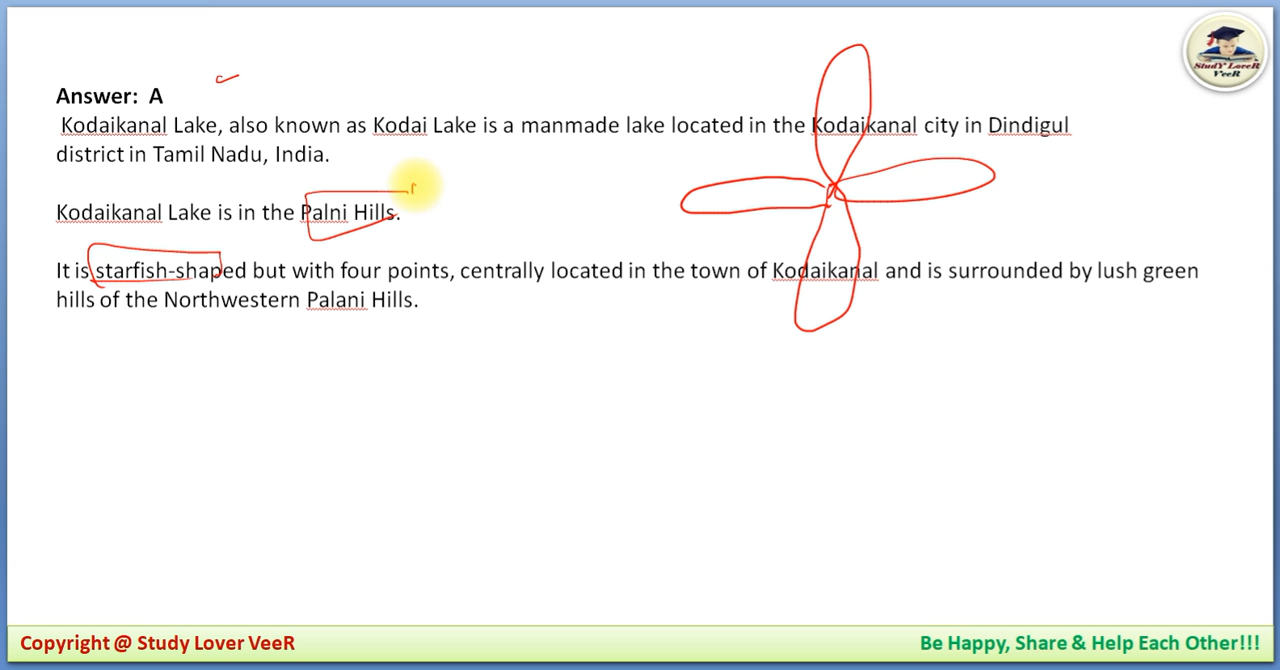 StudY LoveR
VeeR
Answer: A
Kodaikanal Lake, also known as Kodai Lake is a manmade lake located in the Kodaikanal city in Dindigul
district in Tamil Nadu, India.
Kodaikanal Lake is in the Palni Hills.
It is starfish-shaped but with four points, centrally located in the town of Kodaikanal and is surrounded by lush green
hills of the Northwestern Palani Hills.
Copyright @ Study Lover VeeR
Be Happy, Share & Help Each Other!!!